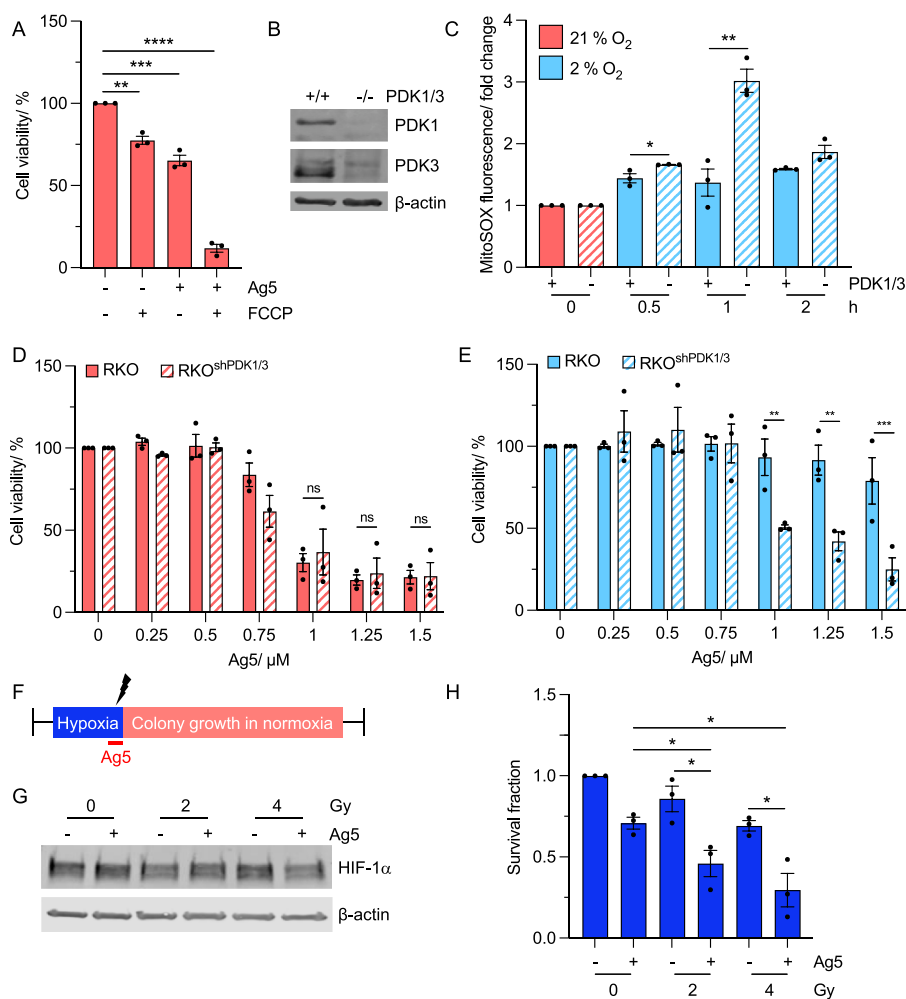 A
Cell viability/ %
150
100
50
0
****
***
**
- - + + Ag5
- + - + FCCP
B
+/+ -/- PDK1/3
PDK1
PDK3
β-actin
C
MitoSOX fluorescence/ fold change
4
3
2
1
0
21 % O2
2 % O2
*
**
+ - + - + - + - PDK1/3
0 0.5 1 2 h
D
Cell viability/ %
150
100
50
0
RKO RKOshPDK1/3
ns ns ns
0 0.25 0.5 0.75 1 1.25 1.5
Ag5/ μM
E
Cell viability/ %
150
100
50
0
RKO RKOshPDK1/3
** ** ***
0 0.25 0.5 0.75 1 1.25 1.5
Ag5/ μM
F
Hypoxia Colony growth in normoxia
Ag5
G
0 2 4 Gy
- + - + - + Ag5
HIF-1α
β-actin
H
Survival fraction
1.5
1.0
0.5
0.0
*
*
*
*
- + - + - + Ag5
0 2 4 Gy